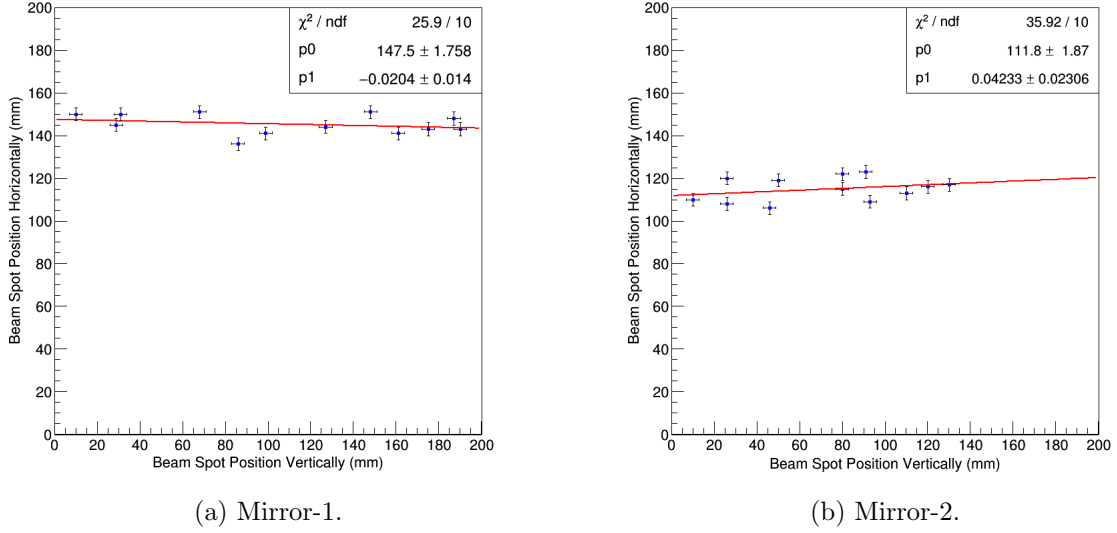 χ² / ndf 25.9 / 10
p0 147.5 ± 1.758
p1 −0.0204 ± 0.014
Beam Spot Position Horizontally (mm)
200
180
160
140
120
100
80
60
40
20
0
0 20 40 60 80 100 120 140 160 180 200
Beam Spot Position Vertically (mm)
(a) Mirror-1.
χ² / ndf 35.92 / 10
p0 111.8 ± 1.87
p1 0.04233 ± 0.02306
Beam Spot Position Horizontally (mm)
200
180
160
140
120
100
80
60
40
20
0
0 20 40 60 80 100 120 140 160 180 200
Beam Spot Position Vertically (mm)
(b) Mirror-2.